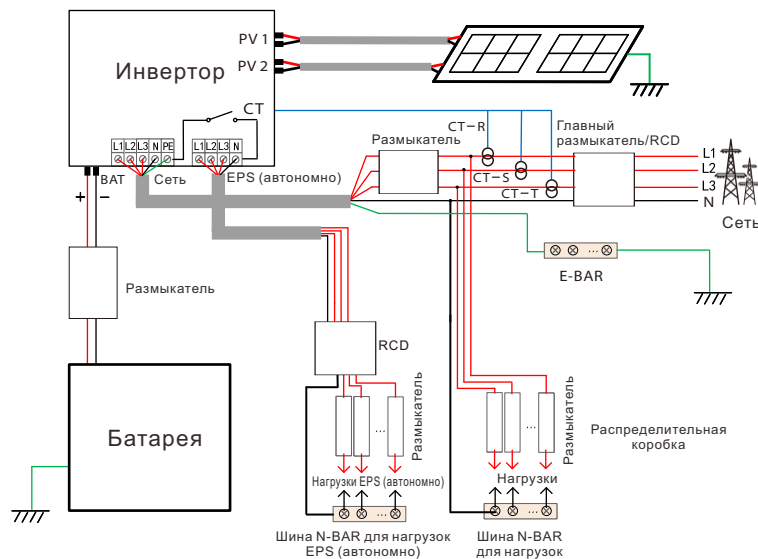 PV 1
Инвертор
PV 2
CT
L1 L2 L3 N PE
L1 L2 L3 N
BAT
Сеть
EPS (автономно)
+
−
CT−R
CT−S
CT−T
Размыкатель
Главный
размыкатель/RCD
L1
L2
L3
N
Сеть
E-BAR
Размыкатель
RCD
Батарея
Размыкатель
Размыкатель
...
...
Распределительная
коробка
Нагрузки EPS (автономно)
Нагрузки
...
...
Шина N-BAR для нагрузок
EPS (автономно)
Шина N-BAR
для нагрузок